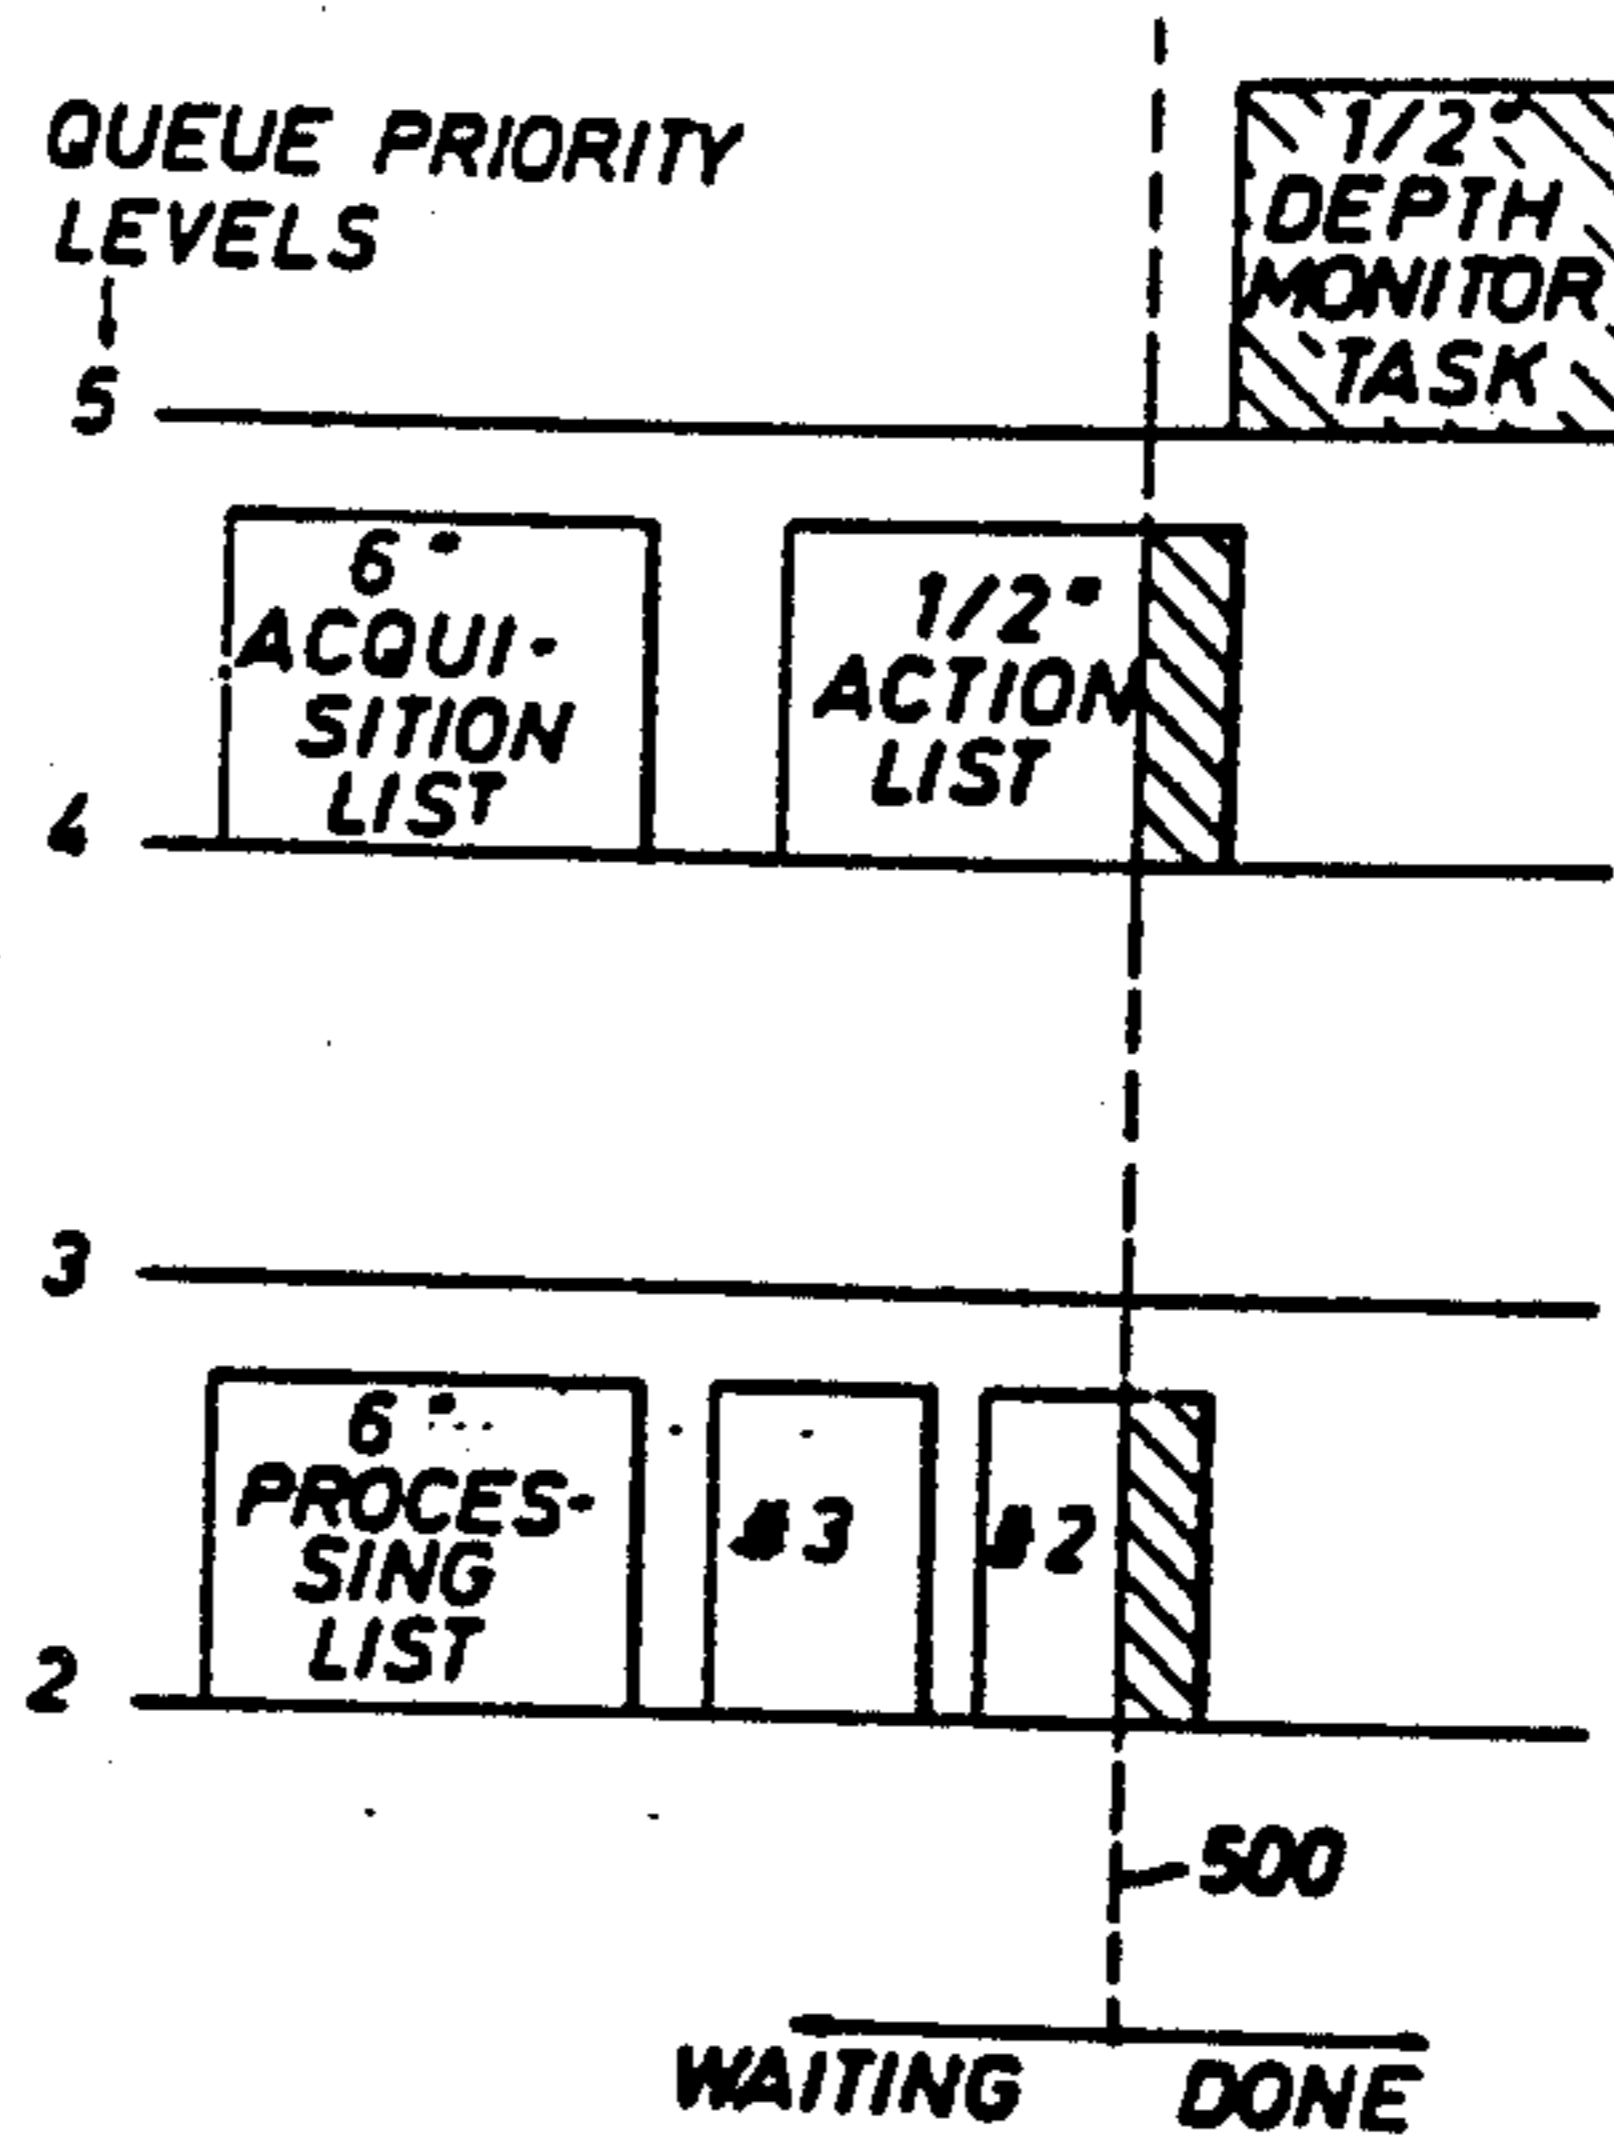 QUEUE PRIORITY
LEVELS
5
1/2"
DEPTH
MONITOR
TASK
6"
ACQUI-
SITION
LIST
1/2"
ACTION
LIST
4
3
6"
PROCES-
SING
LIST
#3
#2
2
500
WAITING
DONE